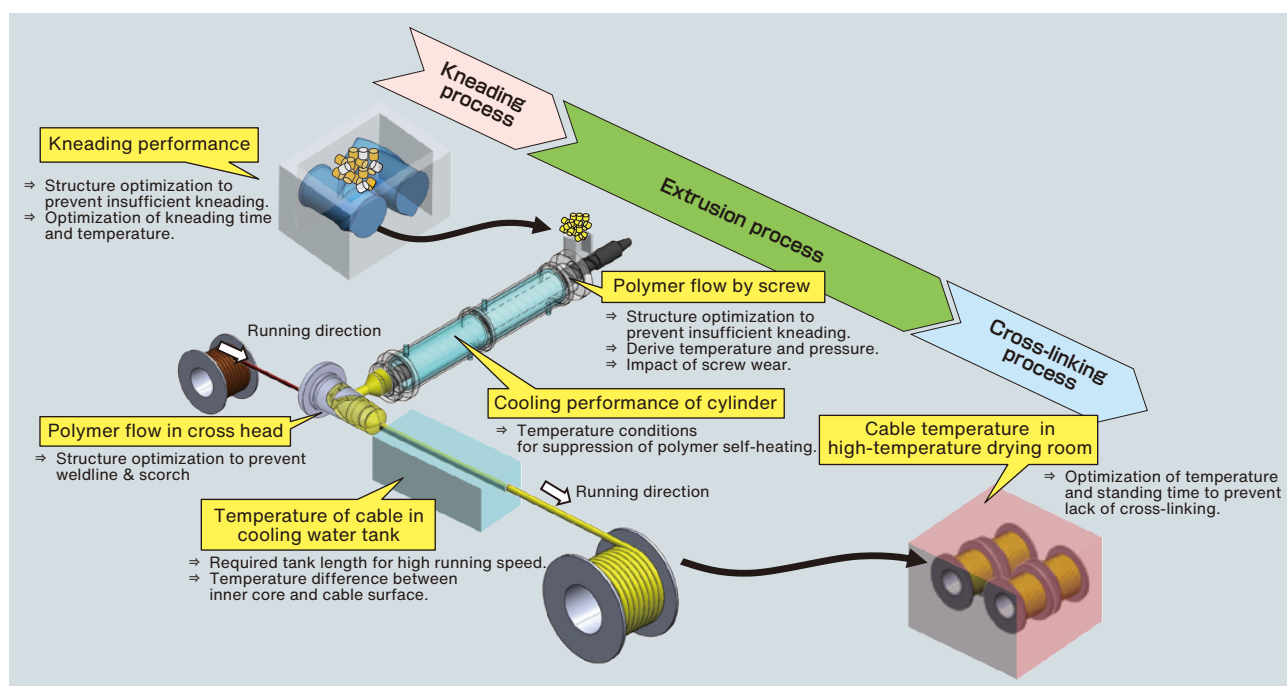 Kneading
process
Extrusion process
Cross-linking
process
Kneading performance
⇒ Structure optimization to
prevent insufficient kneading.
⇒ Optimization of kneading time
and temperature.
Polymer flow by screw
⇒ Structure optimization to
prevent insufficient kneading.
⇒ Derive temperature and pressure.
⇒ Impact of screw wear.
Running direction
Cooling performance of cylinder
⇒ Temperature conditions
for suppression of polymer self-heating.
Polymer flow in cross head
⇒ Structure optimization to prevent
weldline & scorch
Cable temperature in
high-temperature drying room
⇒ Optimization of temperature
and standing time to prevent
lack of cross-linking.
Running direction
Temperature of cable in
cooling water tank
⇒ Required tank length for high running speed.
⇒ Temperature difference between
inner core and cable surface.